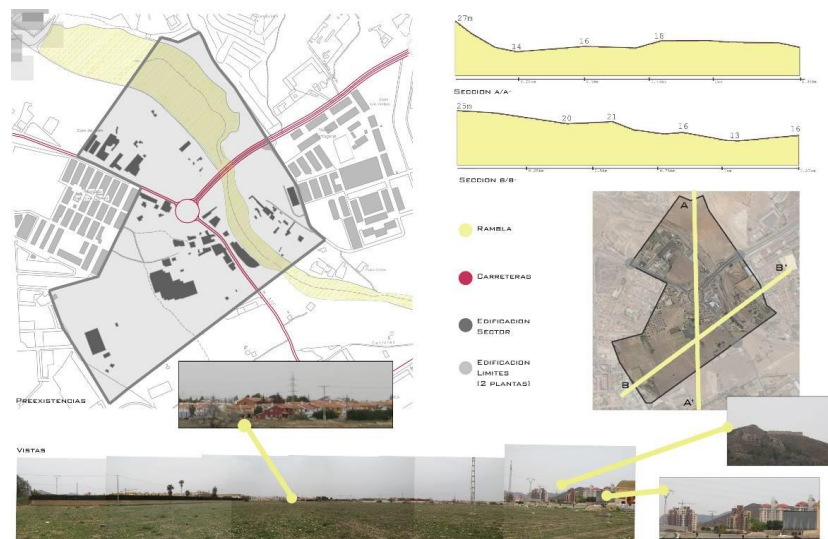 27m
14
16
18
SECCION A/A-
25m
20
21
16
13
16
SECCION B/B-
RAMBLA
CARRETERAS
EDIFICACION
SECTOR
EDIFICACION
LIMITES
(2 PLANTAS)
A
B'
B
A'
PREEXISTENCIAS
VISTAS